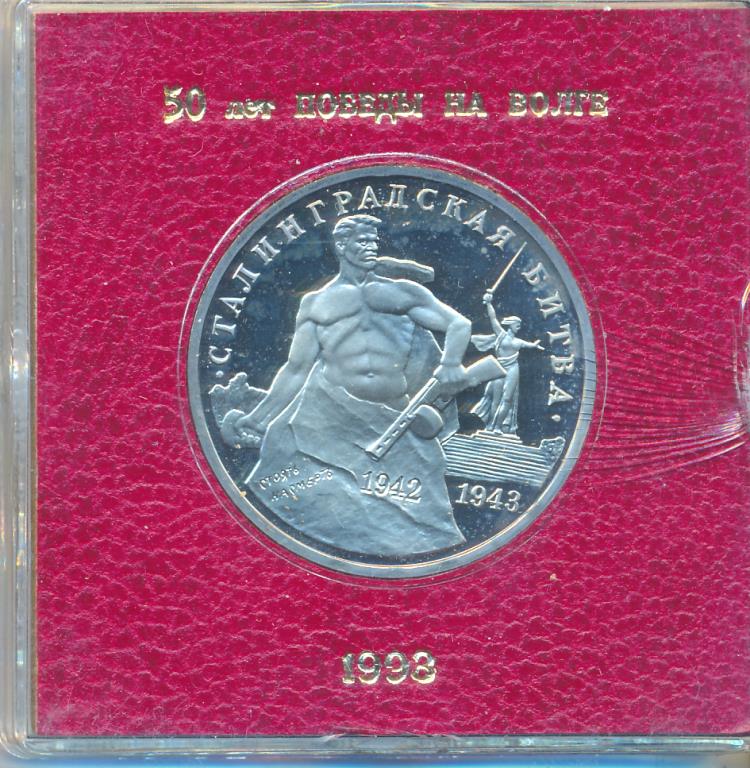 50 лет ПОБЕДЫ НА ВОЛГЕ
· СТАЛИНГРАДСКАЯ БИТВА ·
СТОЯТЬ
НАСМЕРТЬ
1942 1943
1993